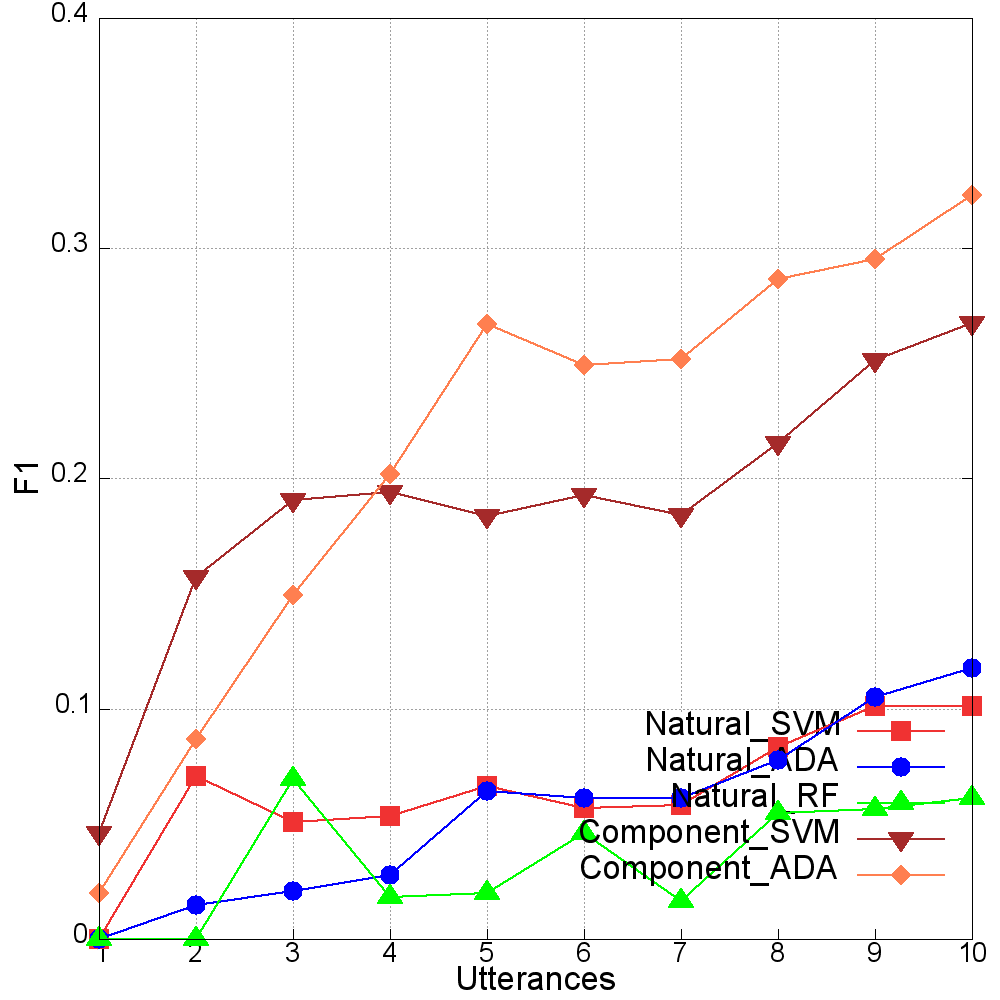 0.4
0.3
0.2
0.1
0
F1
1 2 3 4 5 6 7 8 9 10
Utterances
Natural_SVM
Natural_ADA
Natural_RF
Component_SVM
Component_ADA